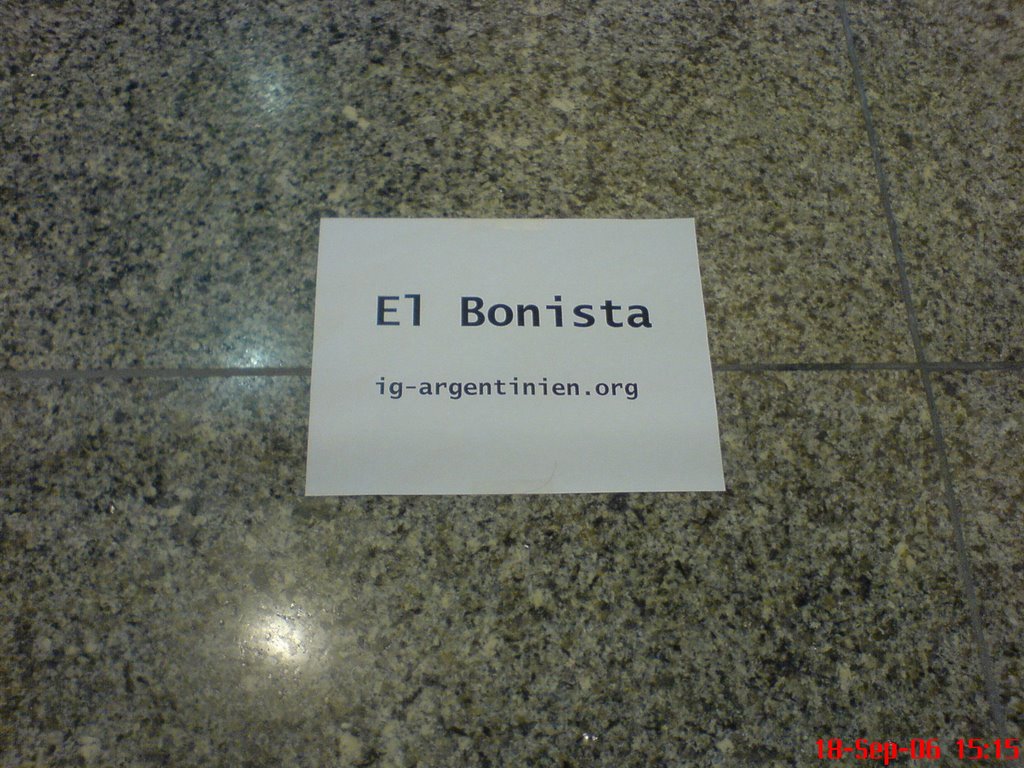 El Bonista
ig-argentinien.org
18-Sep-06 15:15